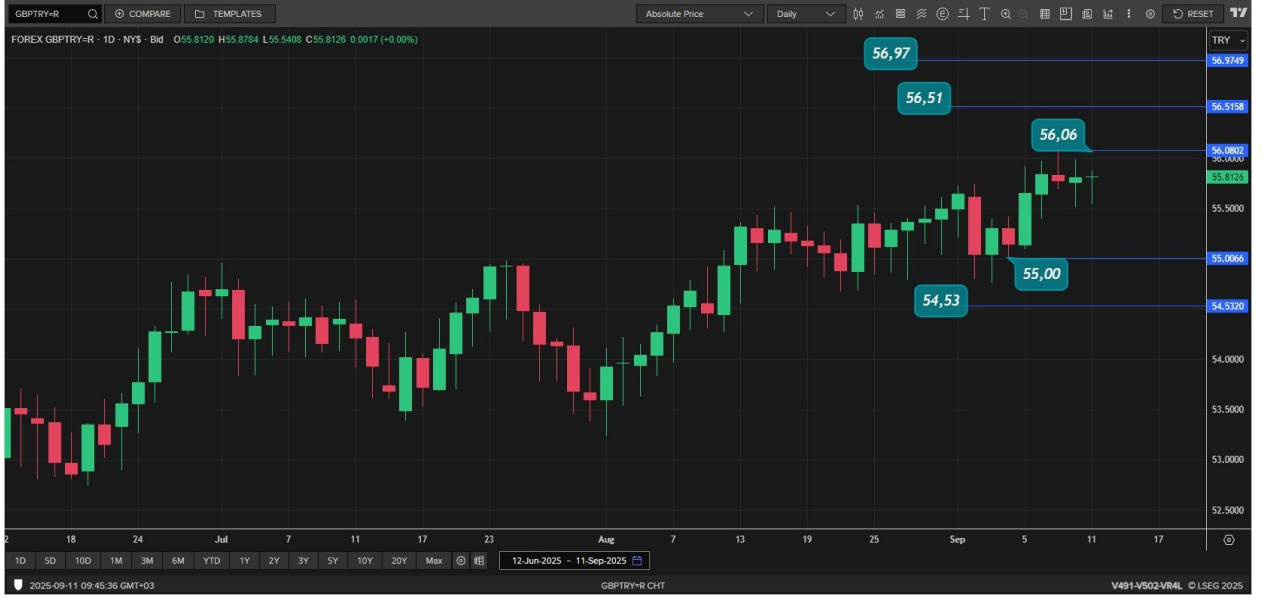 GBPTRY=R COMPARE TEMPLATES Absolute Price Daily RESET
FOREX GBPTRY=R · 1D · NY$ · Bid O55.8120 H55.8784 L55.5408 C55.8126 0.0017 (+0.00%)
TRY
56,97
56.9749
56,51
56.5158
56,06
56.0802
56.0000
55.8126
55.5000
55.0066
55,00
54,53
54.5320
54.0000
53.5000
53.0000
52.5000
2 18 24 Jul 7 11 17 23 Aug 7 13 19 25 Sep 5 11 17
1D 5D 10D 1M 3M 6M YTD 1Y 2Y 3Y 5Y 10Y 20Y Max 12-Jun-2025 - 11-Sep-2025
2025-09-11 09:45:36 GMT+03 GBPTRY=R CHT V491-V502-VR4L © LSEG 2025